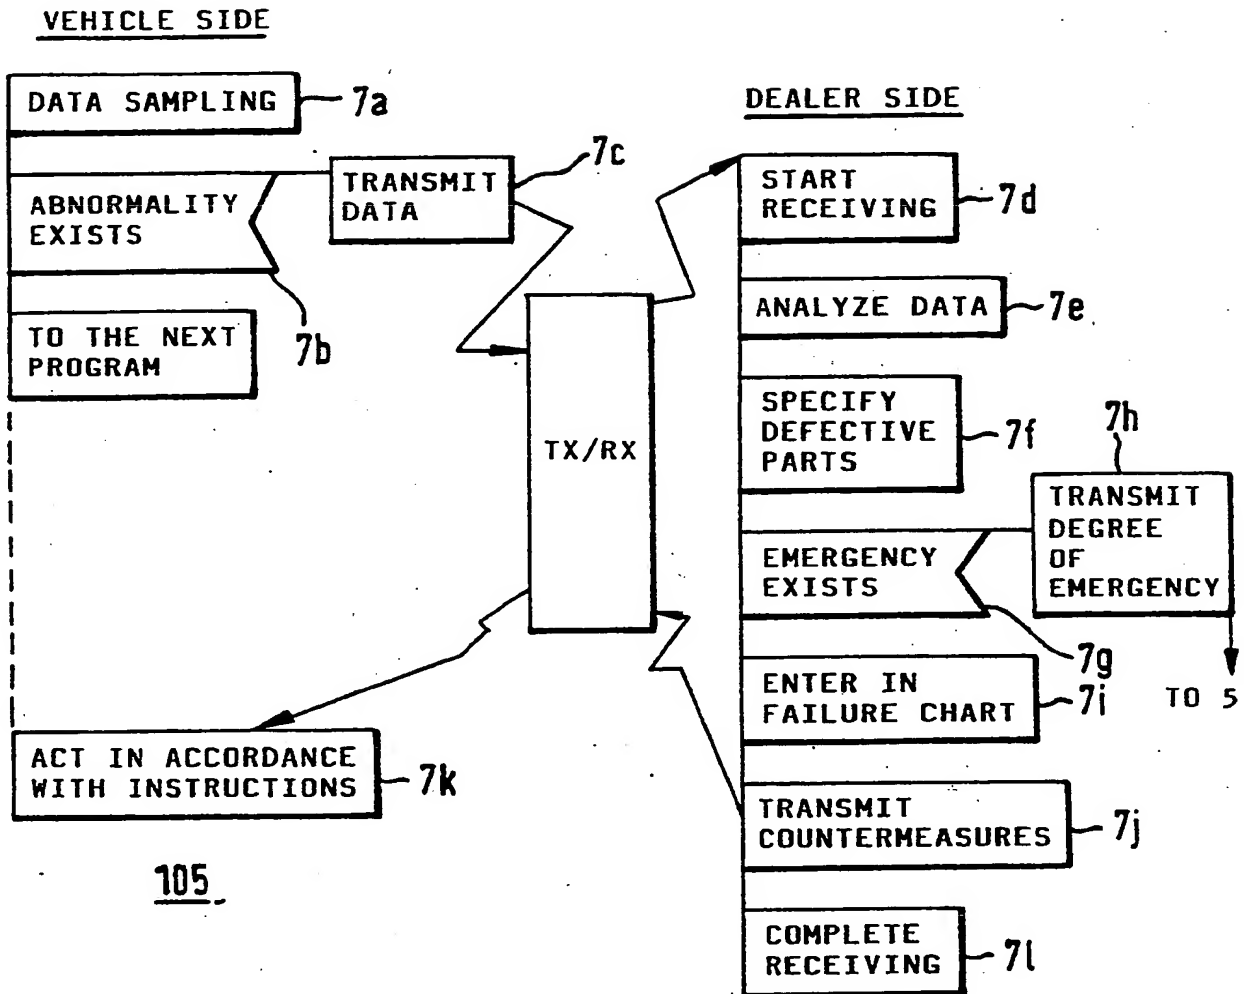 VEHICLE SIDE
DATA SAMPLING
7a
ABNORMALITY
EXISTS
7b
TRANSMIT
DATA
7c
TO THE NEXT
PROGRAM
TX/RX
ACT IN ACCORDANCE
WITH INSTRUCTIONS
7k
105
DEALER SIDE
START
RECEIVING
7d
ANALYZE DATA
7e
SPECIFY
DEFECTIVE
PARTS
7f
EMERGENCY
EXISTS
7g
7h
TRANSMIT
DEGREE
OF
EMERGENCY
TO 5
ENTER IN
FAILURE CHART
7i
TRANSMIT
COUNTERMEASURES
7j
COMPLETE
RECEIVING
7l